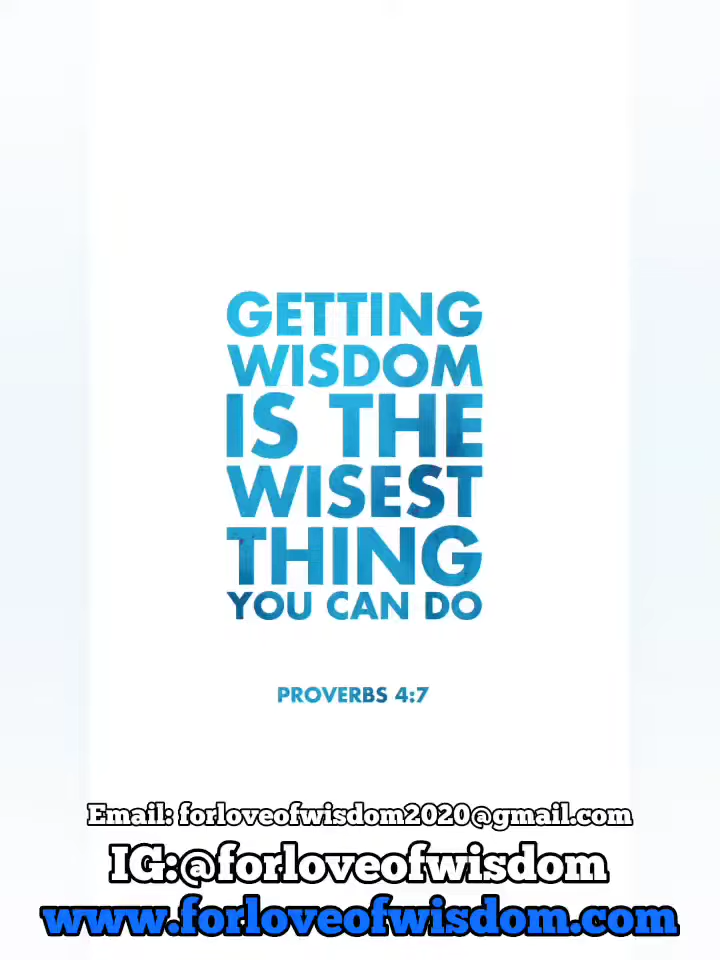 GETTING
WISDOM
IS THE
WISEST
THING
YOU CAN DO
PROVERBS 4:7
Email: forloveofwisdom2020@gmail.com
IG:@forloveofwisdom
www.forloveofwisdom.com